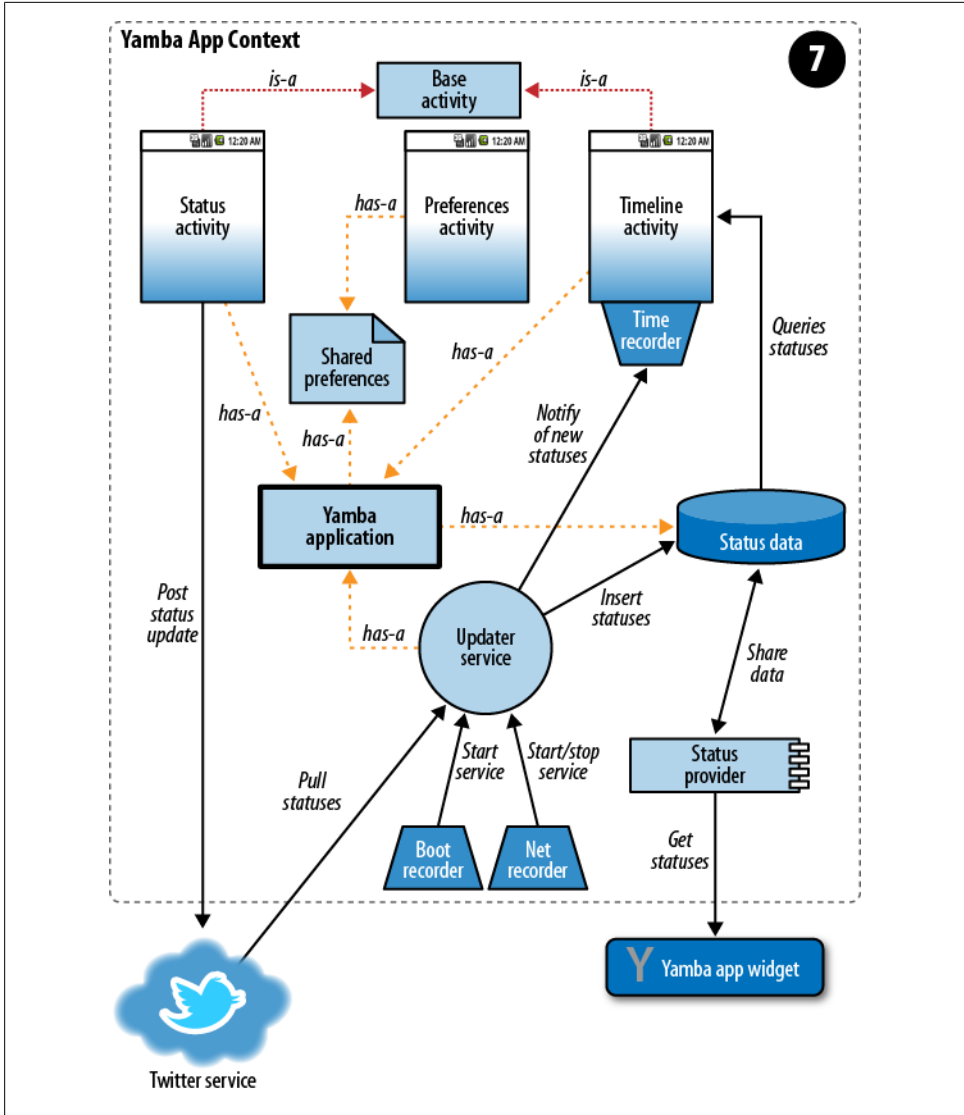 Yamba App Context
7
is-a
Base
activity
is-a
12:20 AM
12:20 AM
12:20 AM
Status
activity
has-a
Preferences
activity
Timeline
activity
Time
recorder
Queries
statuses
Shared
preferences
has-a
has-a
has-a
Notify
of new
statuses
Yamba
application
has-a
Status data
Post
status
update
has-a
Updater
service
Insert
statuses
Share
data
Pull
statuses
Start
service
Start/stop
service
Status
provider
Boot
recorder
Net
recorder
Get
statuses
Y Yamba app widget
Twitter service